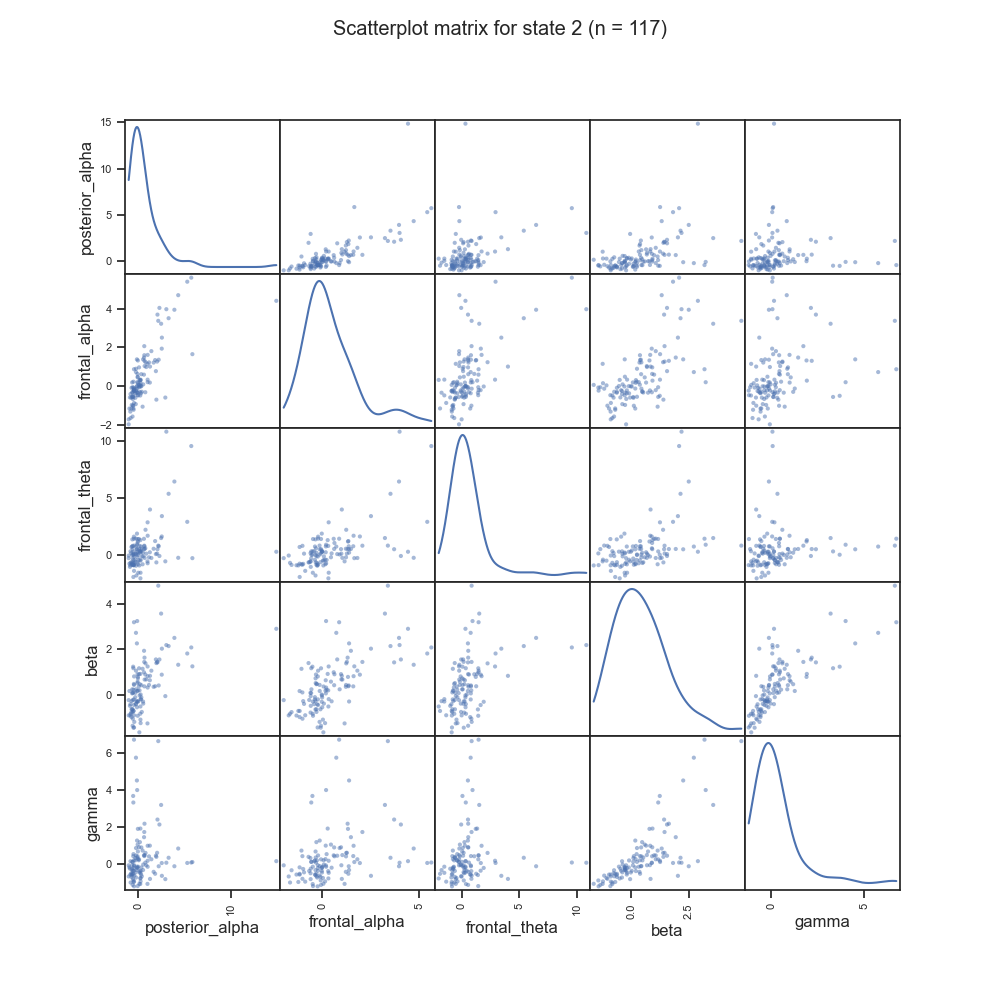 Scatterplot matrix for state 2 (n = 117)
posterior_alpha
15
10
5
0
frontal_alpha
4
2
0
−2
frontal_theta
10
5
0
beta
4
2
0
gamma
6
4
2
0
0 10 0 5 0 5 10 0.0 2.5 0 5
posterior_alpha frontal_alpha frontal_theta beta gamma